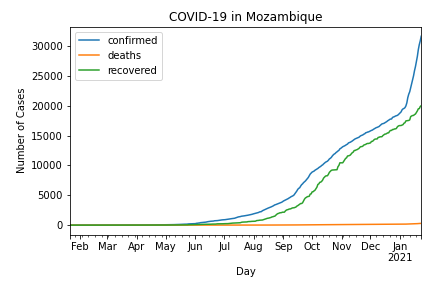 COVID-19 in Mozambique
confirmed
deaths
recovered
Number of Cases
30000
25000
20000
15000
10000
5000
0
Feb Mar Apr May Jun Jul Aug Sep Oct Nov Dec Jan
2021
Day